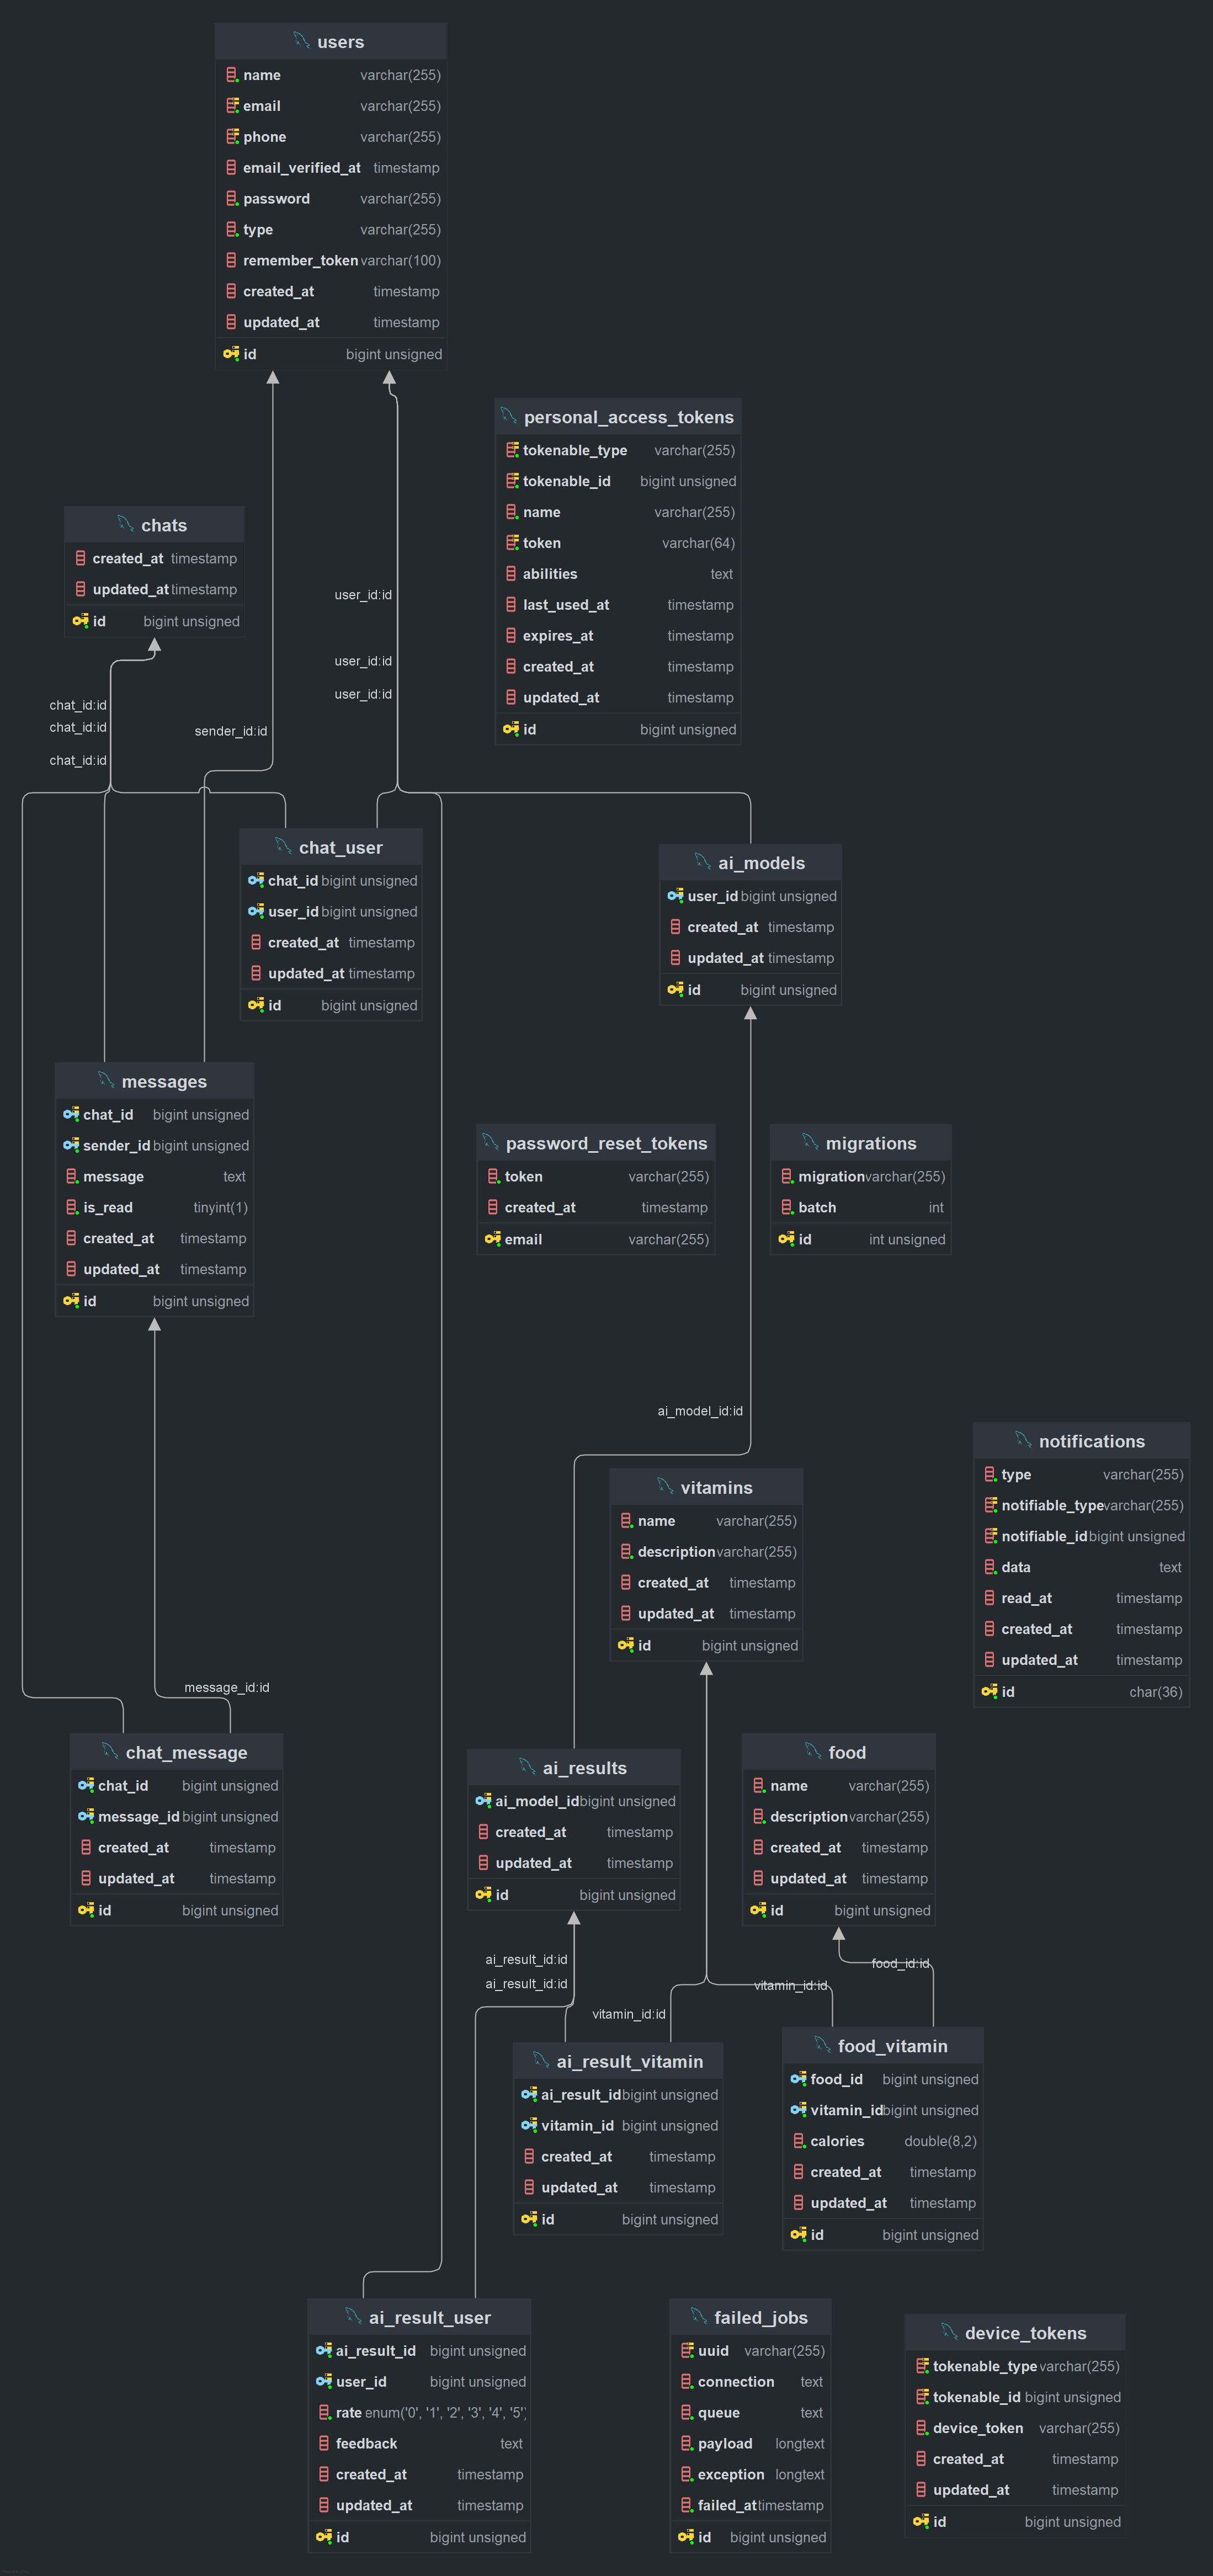 users
name varchar(255)
email varchar(255)
phone varchar(255)
email_verified_at timestamp
password varchar(255)
type varchar(255)
remember_token varchar(100)
created_at timestamp
updated_at timestamp
id bigint unsigned
personal_access_tokens
tokenable_type varchar(255)
tokenable_id bigint unsigned
name varchar(255)
token varchar(64)
abilities text
last_used_at timestamp
expires_at timestamp
created_at timestamp
updated_at timestamp
id bigint unsigned
chats
created_at timestamp
updated_at timestamp
id bigint unsigned
user_id:id
user_id:id
user_id:id
chat_id:id
chat_id:id
chat_id:id
sender_id:id
chat_user
chat_id bigint unsigned
user_id bigint unsigned
created_at timestamp
updated_at timestamp
id bigint unsigned
ai_models
user_id bigint unsigned
created_at timestamp
updated_at timestamp
id bigint unsigned
messages
chat_id bigint unsigned
sender_id bigint unsigned
message text
is_read tinyint(1)
created_at timestamp
updated_at timestamp
id bigint unsigned
password_reset_tokens
token varchar(255)
created_at timestamp
email varchar(255)
migrations
migration varchar(255)
batch int
id int unsigned
ai_model_id:id
notifications
type varchar(255)
notifiable_type varchar(255)
notifiable_id bigint unsigned
data text
read_at timestamp
created_at timestamp
updated_at timestamp
id char(36)
vitamins
name varchar(255)
description varchar(255)
created_at timestamp
updated_at timestamp
id bigint unsigned
message_id:id
chat_message
chat_id bigint unsigned
message_id bigint unsigned
created_at timestamp
updated_at timestamp
id bigint unsigned
ai_results
ai_model_id bigint unsigned
created_at timestamp
updated_at timestamp
id bigint unsigned
food
name varchar(255)
description varchar(255)
created_at timestamp
updated_at timestamp
id bigint unsigned
ai_result_id:id
ai_result_id:id
vitamin_id:id
vitamin_id:id
food_id:id
ai_result_vitamin
ai_result_id bigint unsigned
vitamin_id bigint unsigned
created_at timestamp
updated_at timestamp
id bigint unsigned
food_vitamin
food_id bigint unsigned
vitamin_id bigint unsigned
calories double(8,2)
created_at timestamp
updated_at timestamp
id bigint unsigned
ai_result_user
ai_result_id bigint unsigned
user_id bigint unsigned
rate enum('0', '1', '2', '3', '4', '5')
feedback text
created_at timestamp
updated_at timestamp
id bigint unsigned
failed_jobs
uuid varchar(255)
connection text
queue text
payload longtext
exception longtext
failed_at timestamp
id bigint unsigned
device_tokens
tokenable_type varchar(255)
tokenable_id bigint unsigned
device_token varchar(255)
created_at timestamp
updated_at timestamp
id bigint unsigned